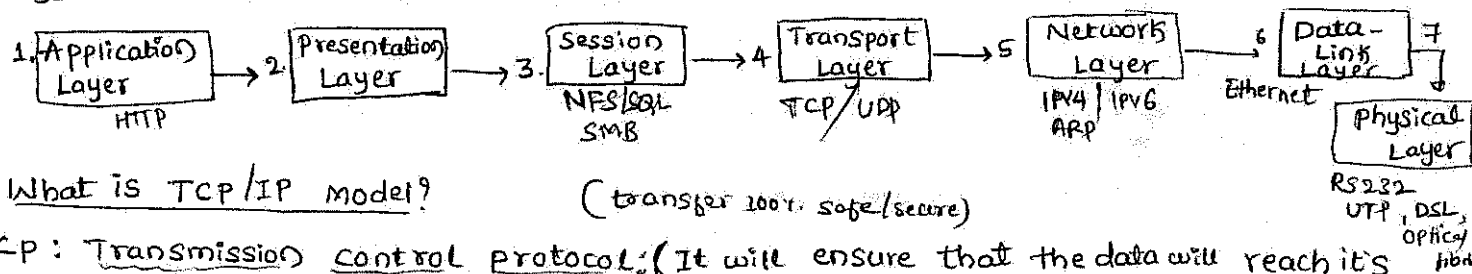 1. Application Layer
HTTP
2. Presentation Layer
3. Session Layer
NFS/SQL
SMB
4 Transport Layer
TCP/UDP
5 Network Layer
IPV4 | IPV6
ARP
6 Data-Link Layer
Ethernet
7
Physical Layer
RS232
UTP, DSL,
Optical
What is TCP/IP model?
(transfer 100% safe/secure)
Transmission control protocol: (It will ensure that the data will reach it's